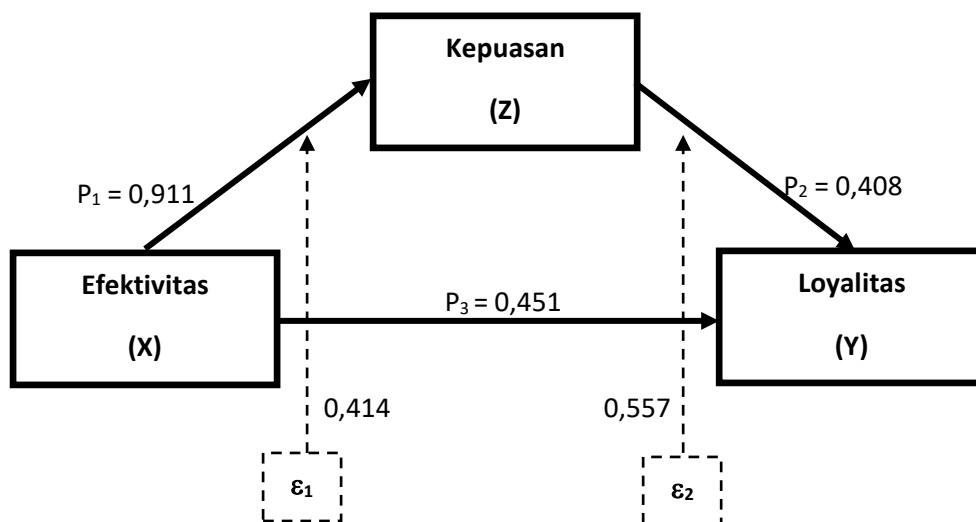 Kepuasan
(Z)
P₁ = 0,911
P₂ = 0,408
Efektivitas
(X)
P₃ = 0,451
Loyalitas
(Y)
0,414
0,557
ε₁
ε₂